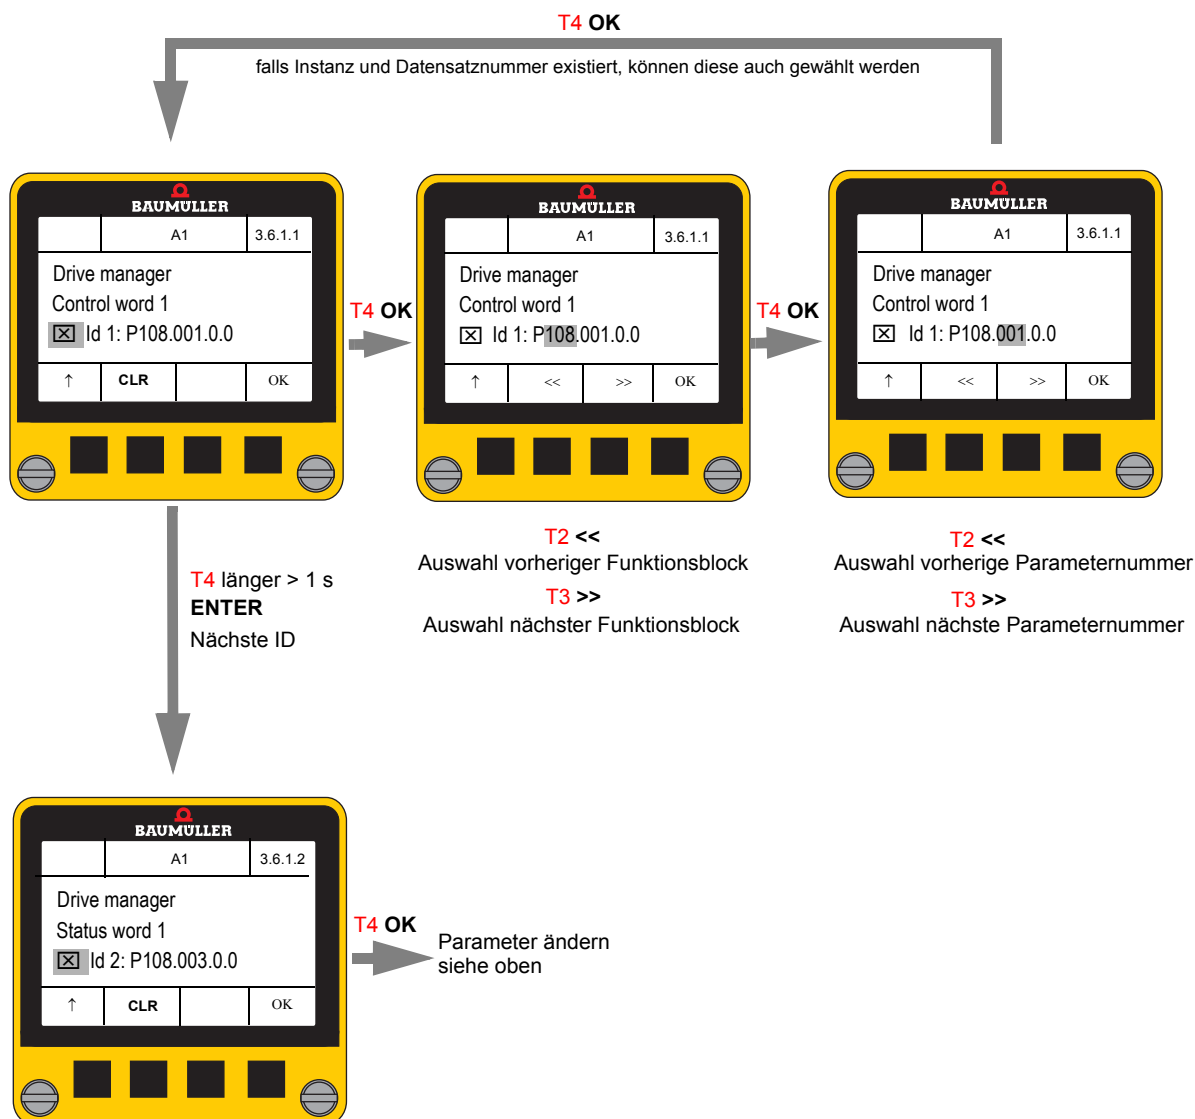 T4 OK
falls Instanz und Datensatznummer existiert, können diese auch gewählt werden
BAUMÜLLER
A1 3.6.1.1
Drive manager
Control word 1
☒ Id 1: P108.001.0.0
↑ CLR OK
T4 OK
BAUMÜLLER
A1 3.6.1.1
Drive manager
Control word 1
☒ Id 1: P108.001.0.0
↑ << >> OK
T4 OK
BAUMÜLLER
A1 3.6.1.1
Drive manager
Control word 1
☒ Id 1: P108.001.0.0
↑ << >> OK
T2 <<
Auswahl vorheriger Funktionsblock
T3 >>
Auswahl nächster Funktionsblock
T2 <<
Auswahl vorherige Parameternummer
T3 >>
Auswahl nächste Parameternummer
T4 länger > 1 s
ENTER
Nächste ID
BAUMÜLLER
A1 3.6.1.2
Drive manager
Status word 1
☒ Id 2: P108.003.0.0
↑ CLR OK
T4 OK
Parameter ändern
siehe oben